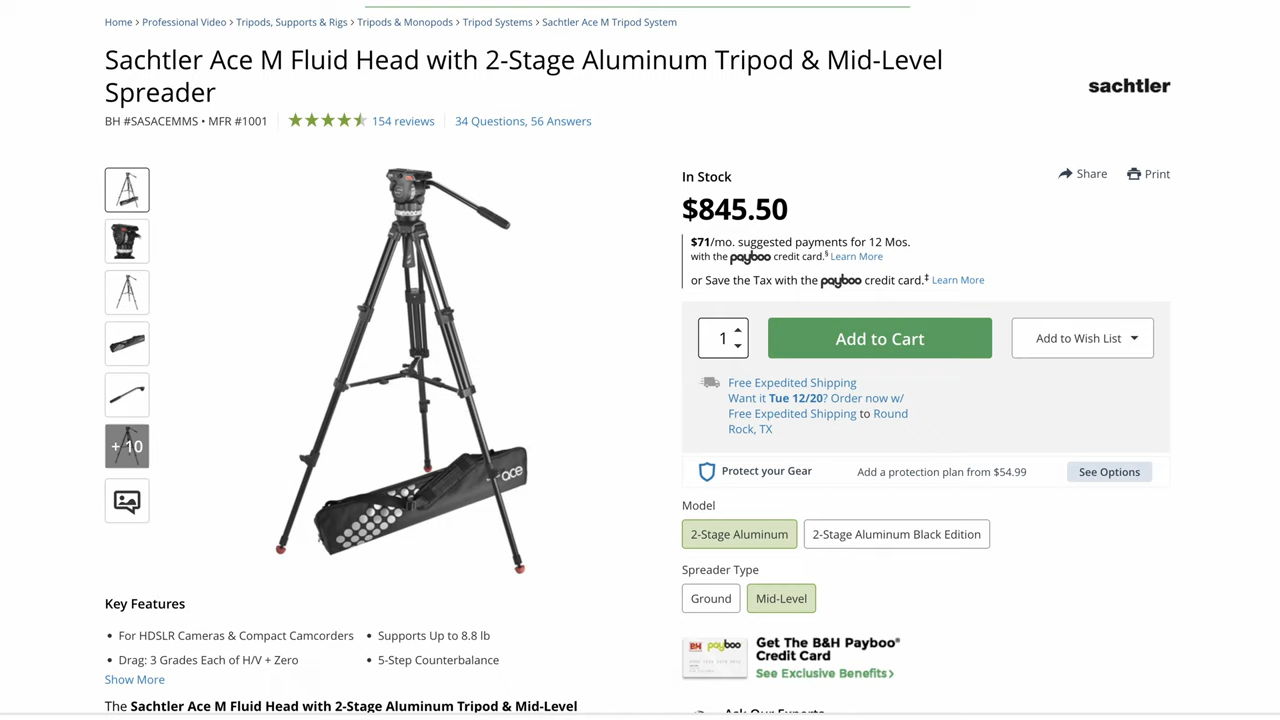 Home > Professional Video > Tripods, Supports & Rigs > Tripods & Monopods > Tripod Systems > Sachtler Ace M Tripod System
Sachtler Ace M Fluid Head with 2-Stage Aluminum Tripod & Mid-Level
Spreader
sachtler
BH #SASACEMMS • MFR #1001
154 reviews
34 Questions, 56 Answers
+ 10
ace
In Stock
Share
Print
$845.50
$71/mo. suggested payments for 12 Mos.
with the payboo credit card.§ Learn More
or Save the Tax with the payboo credit card.‡ Learn More
1
Add to Cart
Add to Wish List
Free Expedited Shipping
Want it Tue 12/20? Order now w/
Free Expedited Shipping to Round
Rock, TX
Protect your Gear
Add a protection plan from $54.99
See Options
Model
2-Stage Aluminum
2-Stage Aluminum Black Edition
Spreader Type
Ground
Mid-Level
BH payboo
Get The B&H Payboo®
Credit Card
See Exclusive Benefits>
Ask Our Experts
Key Features
• For HDSLR Cameras & Compact Camcorders
• Supports Up to 8.8 lb
• Drag: 3 Grades Each of H/V + Zero
• 5-Step Counterbalance
Show More
The Sachtler Ace M Fluid Head with 2-Stage Aluminum Tripod & Mid-Level